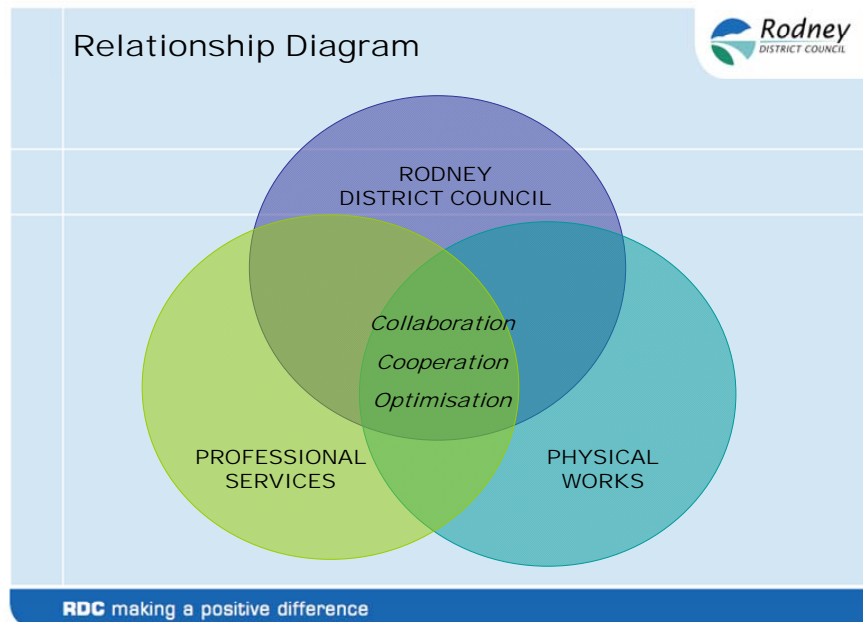 Relationship Diagram
Rodney
DISTRICT COUNCIL
RODNEY
DISTRICT COUNCIL
Collaboration
Cooperation
Optimisation
PROFESSIONAL
SERVICES
PHYSICAL
WORKS
RDC making a positive difference